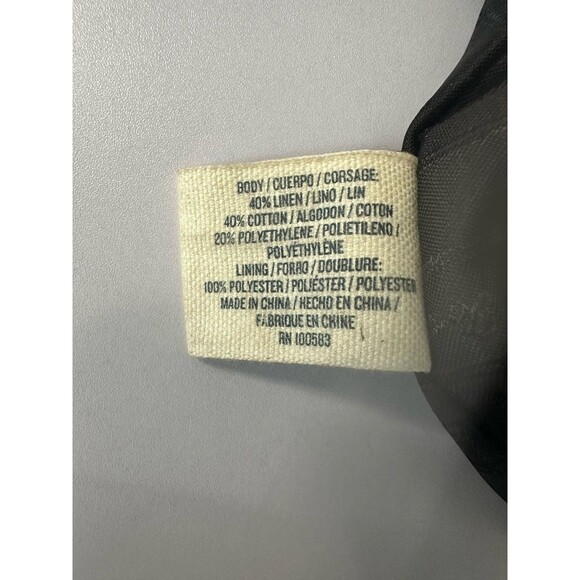 BODY / CUERPO / CORSAGE:
40% LINEN / LINO / LIN
40% COTTON / ALGODON / COTON
20% POLYETHYLENE / POLIETILENO /
POLYÉTHYLÈNE
LINING / FORRO / DOUBLURE:
100% POLYESTER / POLIÉSTER / POLYESTER
MADE IN CHINA / HECHO EN CHINA /
FABRIQUE EN CHINE
RN 100583